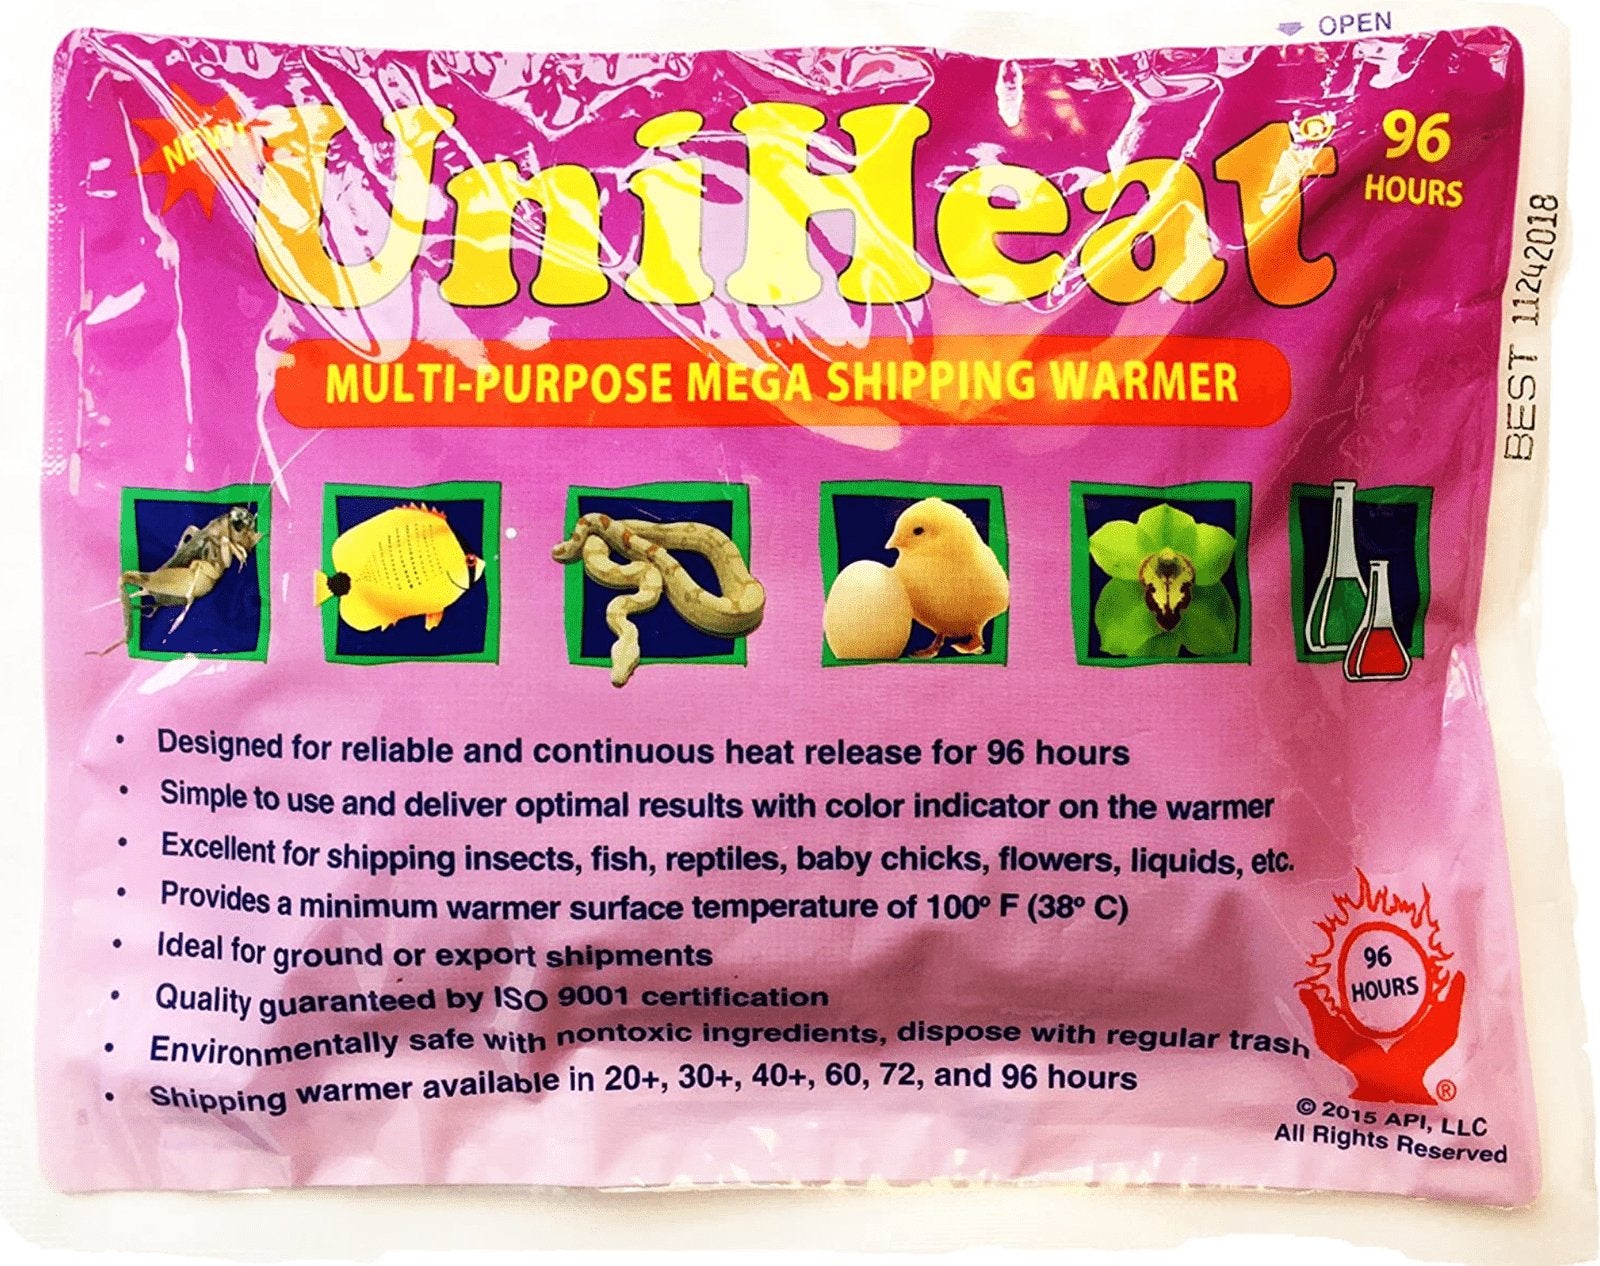 OPEN
NEW!
UniHeat®
96
HOURS
BEST 11242018
MULTI-PURPOSE MEGA SHIPPING WARMER
• Designed for reliable and continuous heat release for 96 hours
• Simple to use and deliver optimal results with color indicator on the warmer
• Excellent for shipping insects, fish, reptiles, baby chicks, flowers, liquids, etc.
• Provides a minimum warmer surface temperature of 100º F (38º C)
• Ideal for ground or export shipments
• Quality guaranteed by ISO 9001 certification
• Environmentally safe with nontoxic ingredients, dispose with regular trash
• Shipping warmer available in 20+, 30+, 40+, 60, 72, and 96 hours
96
HOURS
®
© 2015 API, LLC
All Rights Reserved